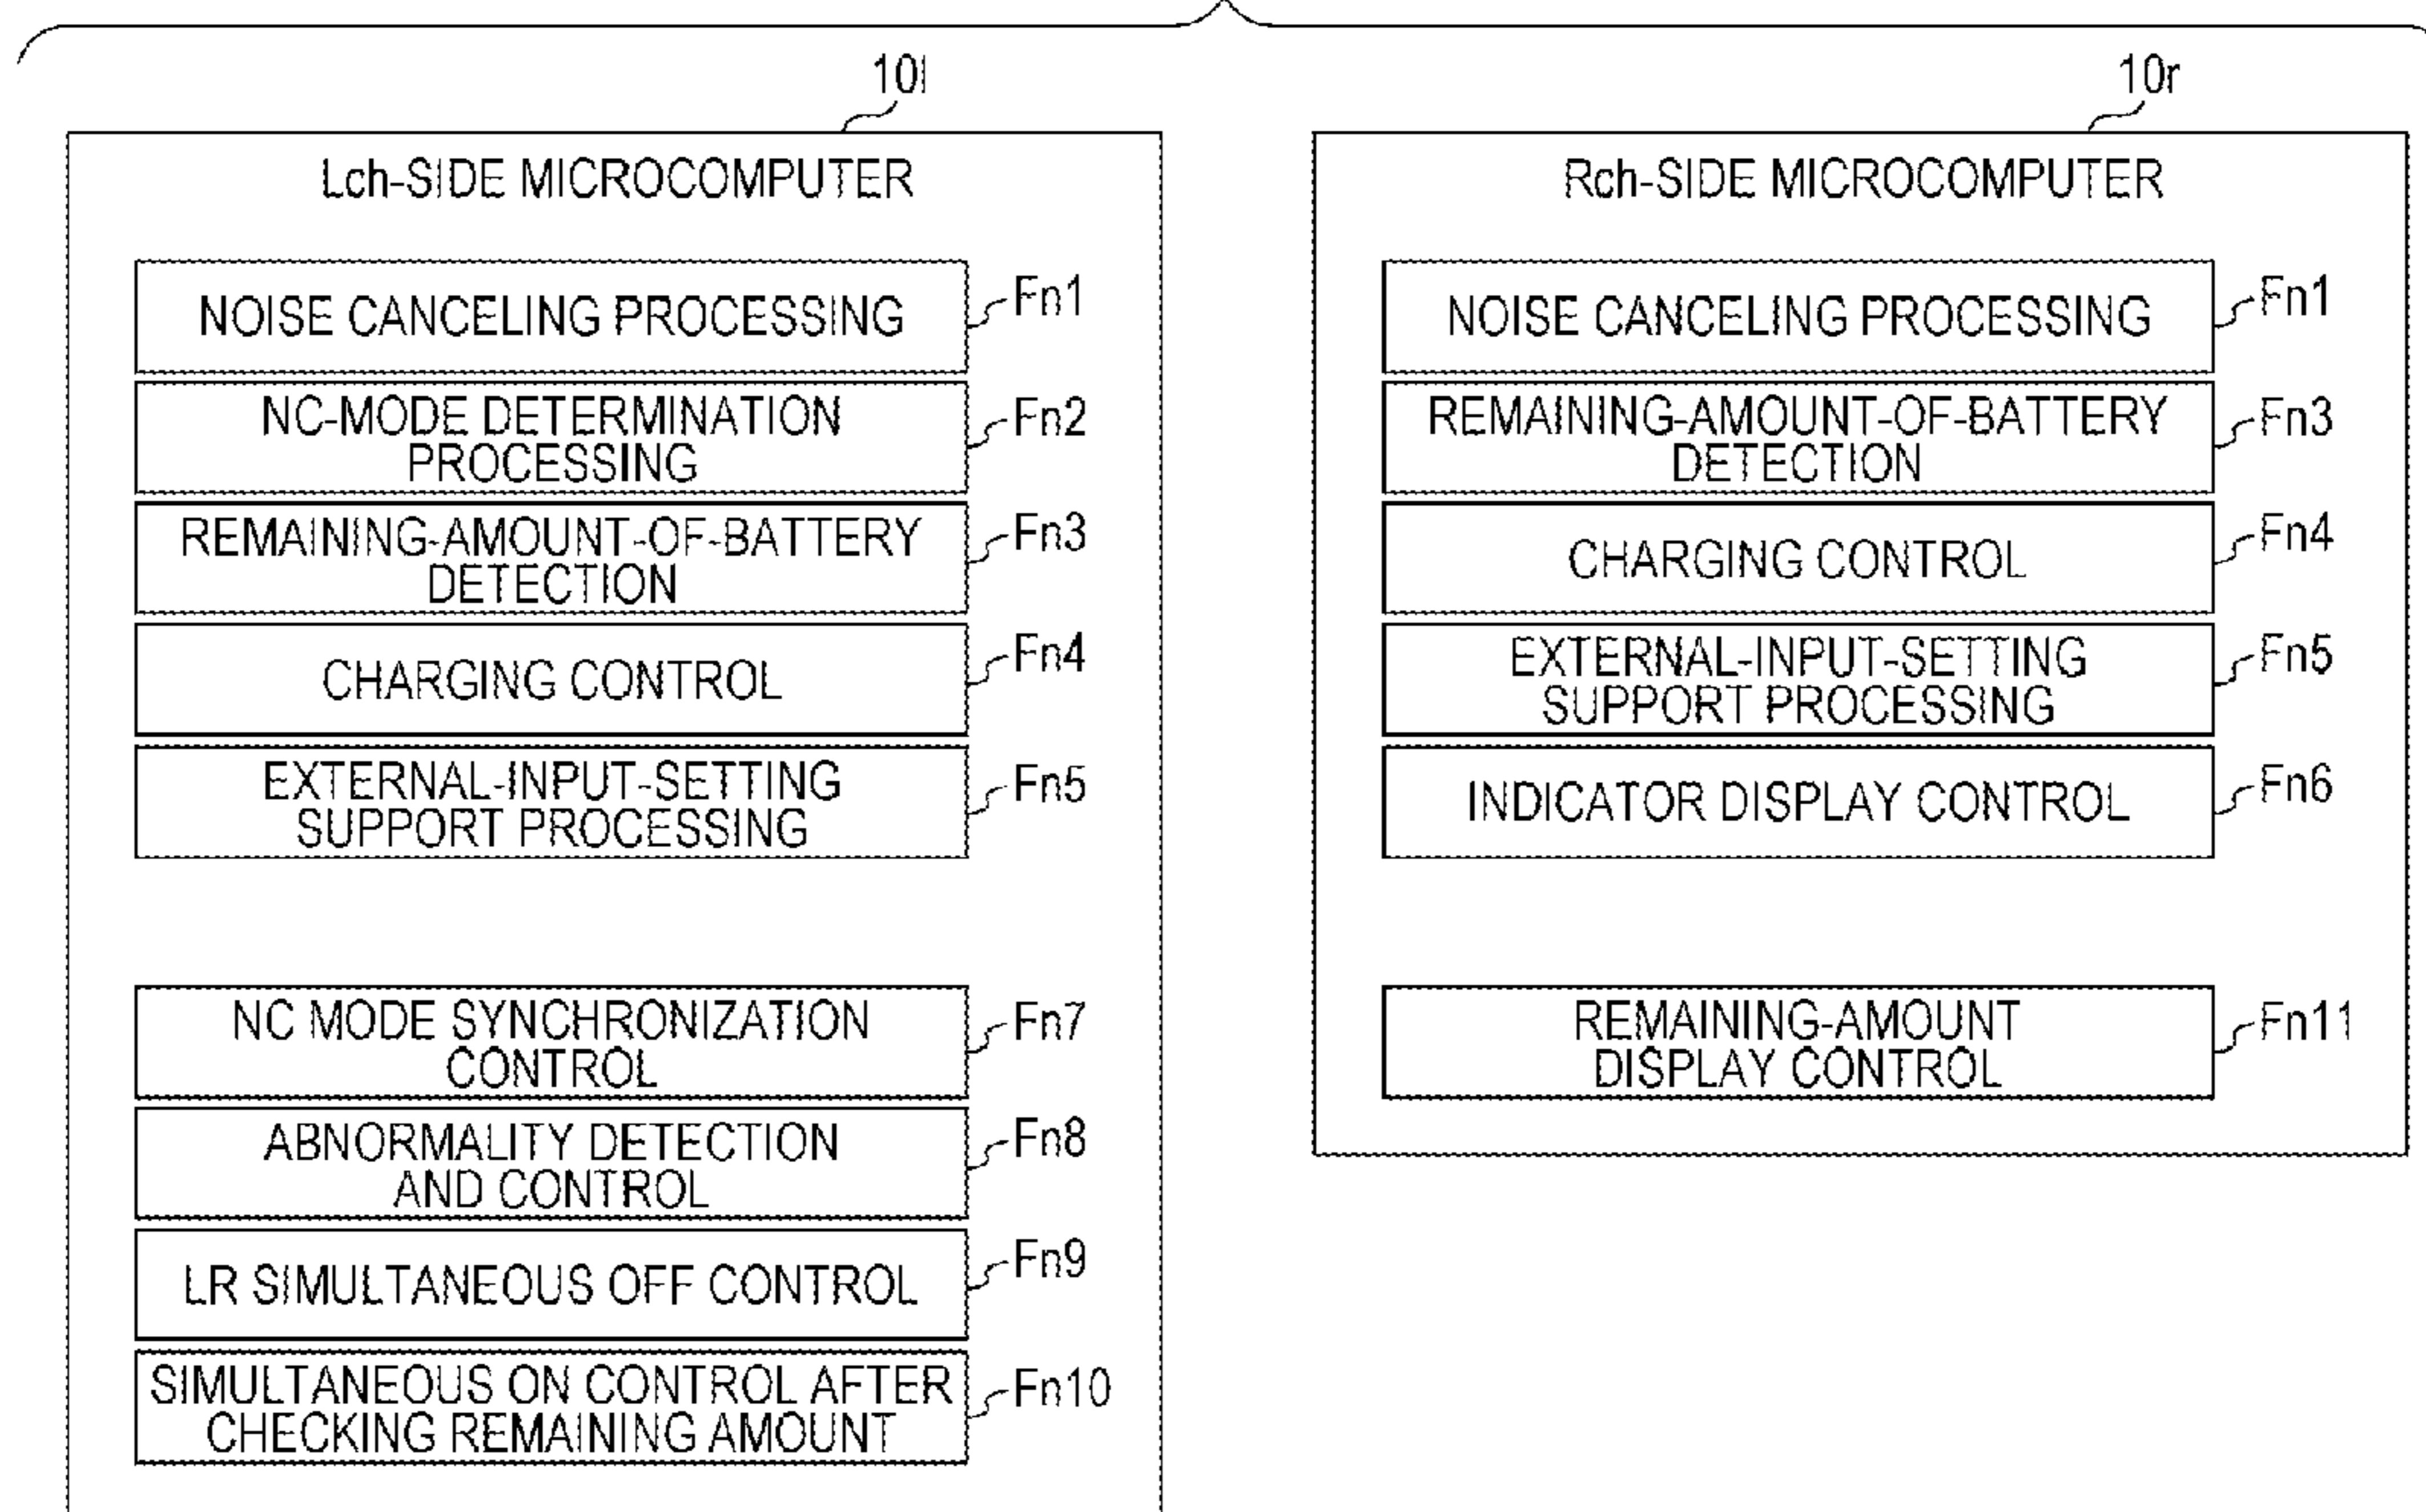 10l
Lch-SIDE MICROCOMPUTER
NOISE CANCELING PROCESSING
Fn1
NC-MODE DETERMINATION
PROCESSING
Fn2
REMAINING-AMOUNT-OF-BATTERY
DETECTION
Fn3
CHARGING CONTROL
Fn4
EXTERNAL-INPUT-SETTING
SUPPORT PROCESSING
Fn5
NC MODE SYNCHRONIZATION
CONTROL
Fn7
ABNORMALITY DETECTION
AND CONTROL
Fn8
LR SIMULTANEOUS OFF CONTROL
Fn9
SIMULTANEOUS ON CONTROL AFTER
CHECKING REMAINING AMOUNT
Fn10
10r
Rch-SIDE MICROCOMPUTER
NOISE CANCELING PROCESSING
Fn1
REMAINING-AMOUNT-OF-BATTERY
DETECTION
Fn3
CHARGING CONTROL
Fn4
EXTERNAL-INPUT-SETTING
SUPPORT PROCESSING
Fn5
INDICATOR DISPLAY CONTROL
Fn6
REMAINING-AMOUNT
DISPLAY CONTROL
Fn11